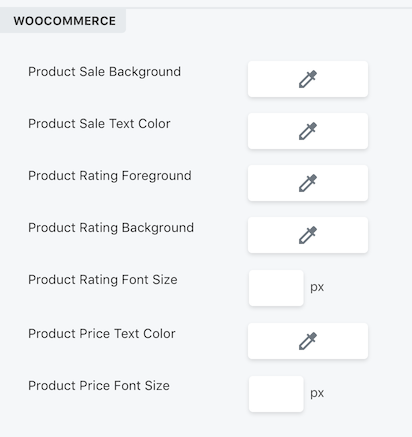 WOOCOMMERCE
Product Sale Background
Product Sale Text Color
Product Rating Foreground
Product Rating Background
Product Rating Font Size
px
Product Price Text Color
Product Price Font Size
px